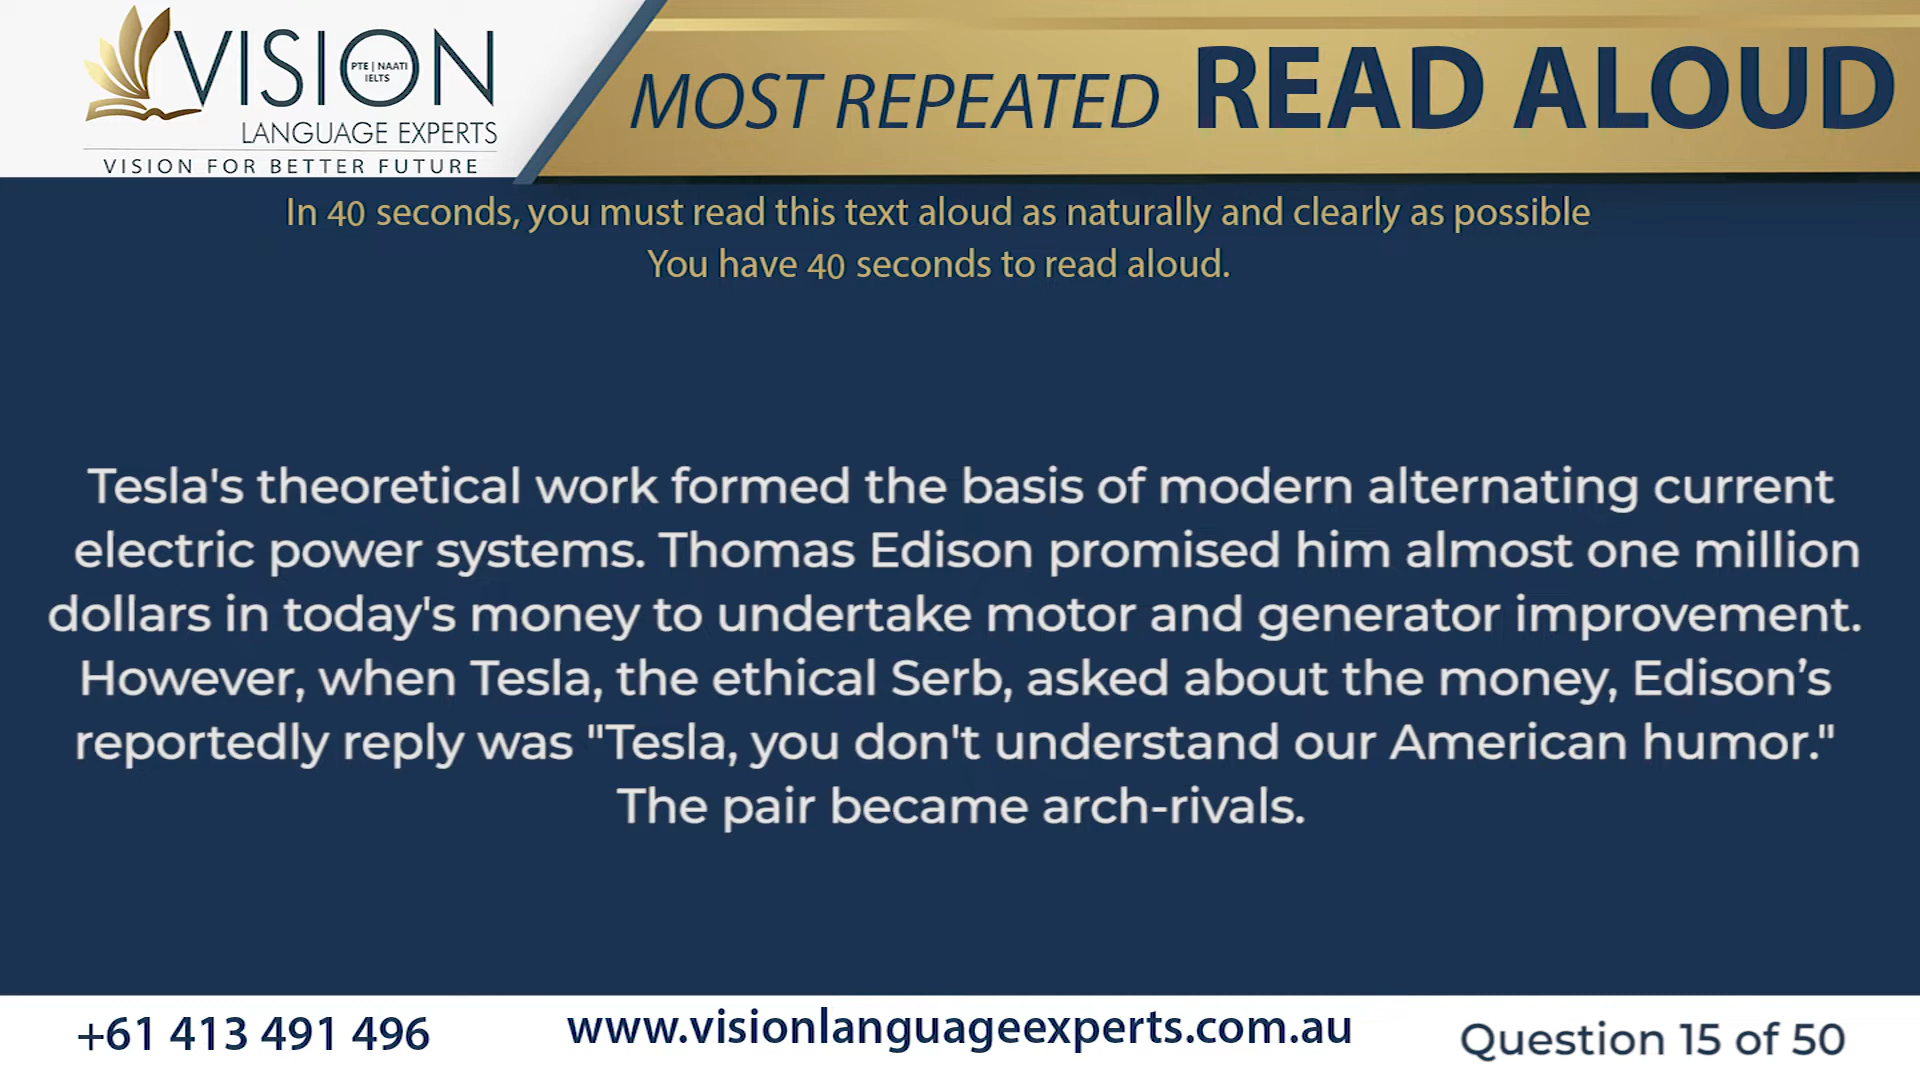 VISION
PTE | NAATI
IELTS
LANGUAGE EXPERTS
VISION FOR BETTER FUTURE
MOST REPEATED READ ALOUD
In 40 seconds, you must read this text aloud as naturally and clearly as possible
You have 40 seconds to read aloud.
Tesla's theoretical work formed the basis of modern alternating current
electric power systems. Thomas Edison promised him almost one million
dollars in today's money to undertake motor and generator improvement.
However, when Tesla, the ethical Serb, asked about the money, Edison’s
reportedly reply was "Tesla, you don't understand our American humor."
The pair became arch-rivals.
+61 413 491 496
www.visionlanguageexperts.com.au
Question 15 of 50